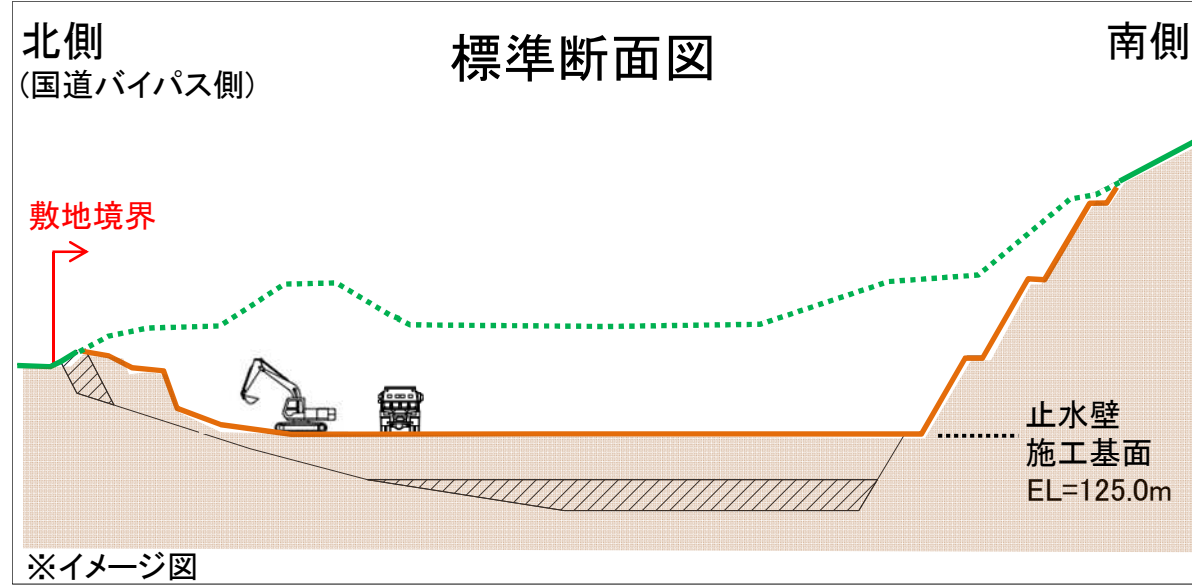 北側
(国道バイパス側)
標準断面図
南側
敷地境界
止水壁
施工基面
EL=125.0m
※イメージ図